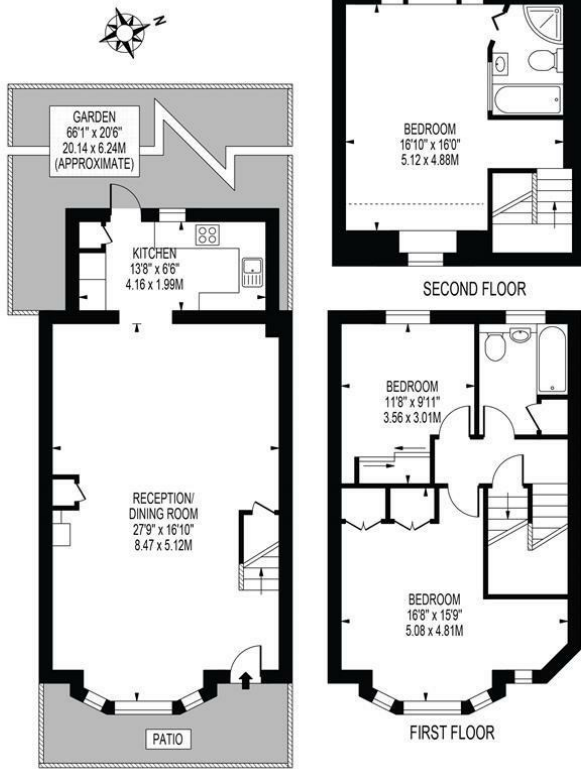 N
GARDEN
66'1" x 20'6"
20.14 x 6.24M
(APPROXIMATE)
KITCHEN
13'8" x 6'6"
4.16 x 1.99M
RECEPTION/
DINING ROOM
27'9" x 16'10"
8.47 x 5.12M
PATIO
BEDROOM
16'10" x 16'0"
5.12 x 4.88M
SECOND FLOOR
BEDROOM
11'8" x 9'11"
3.56 x 3.01M
BEDROOM
16'8" x 15'9"
5.08 x 4.81M
FIRST FLOOR